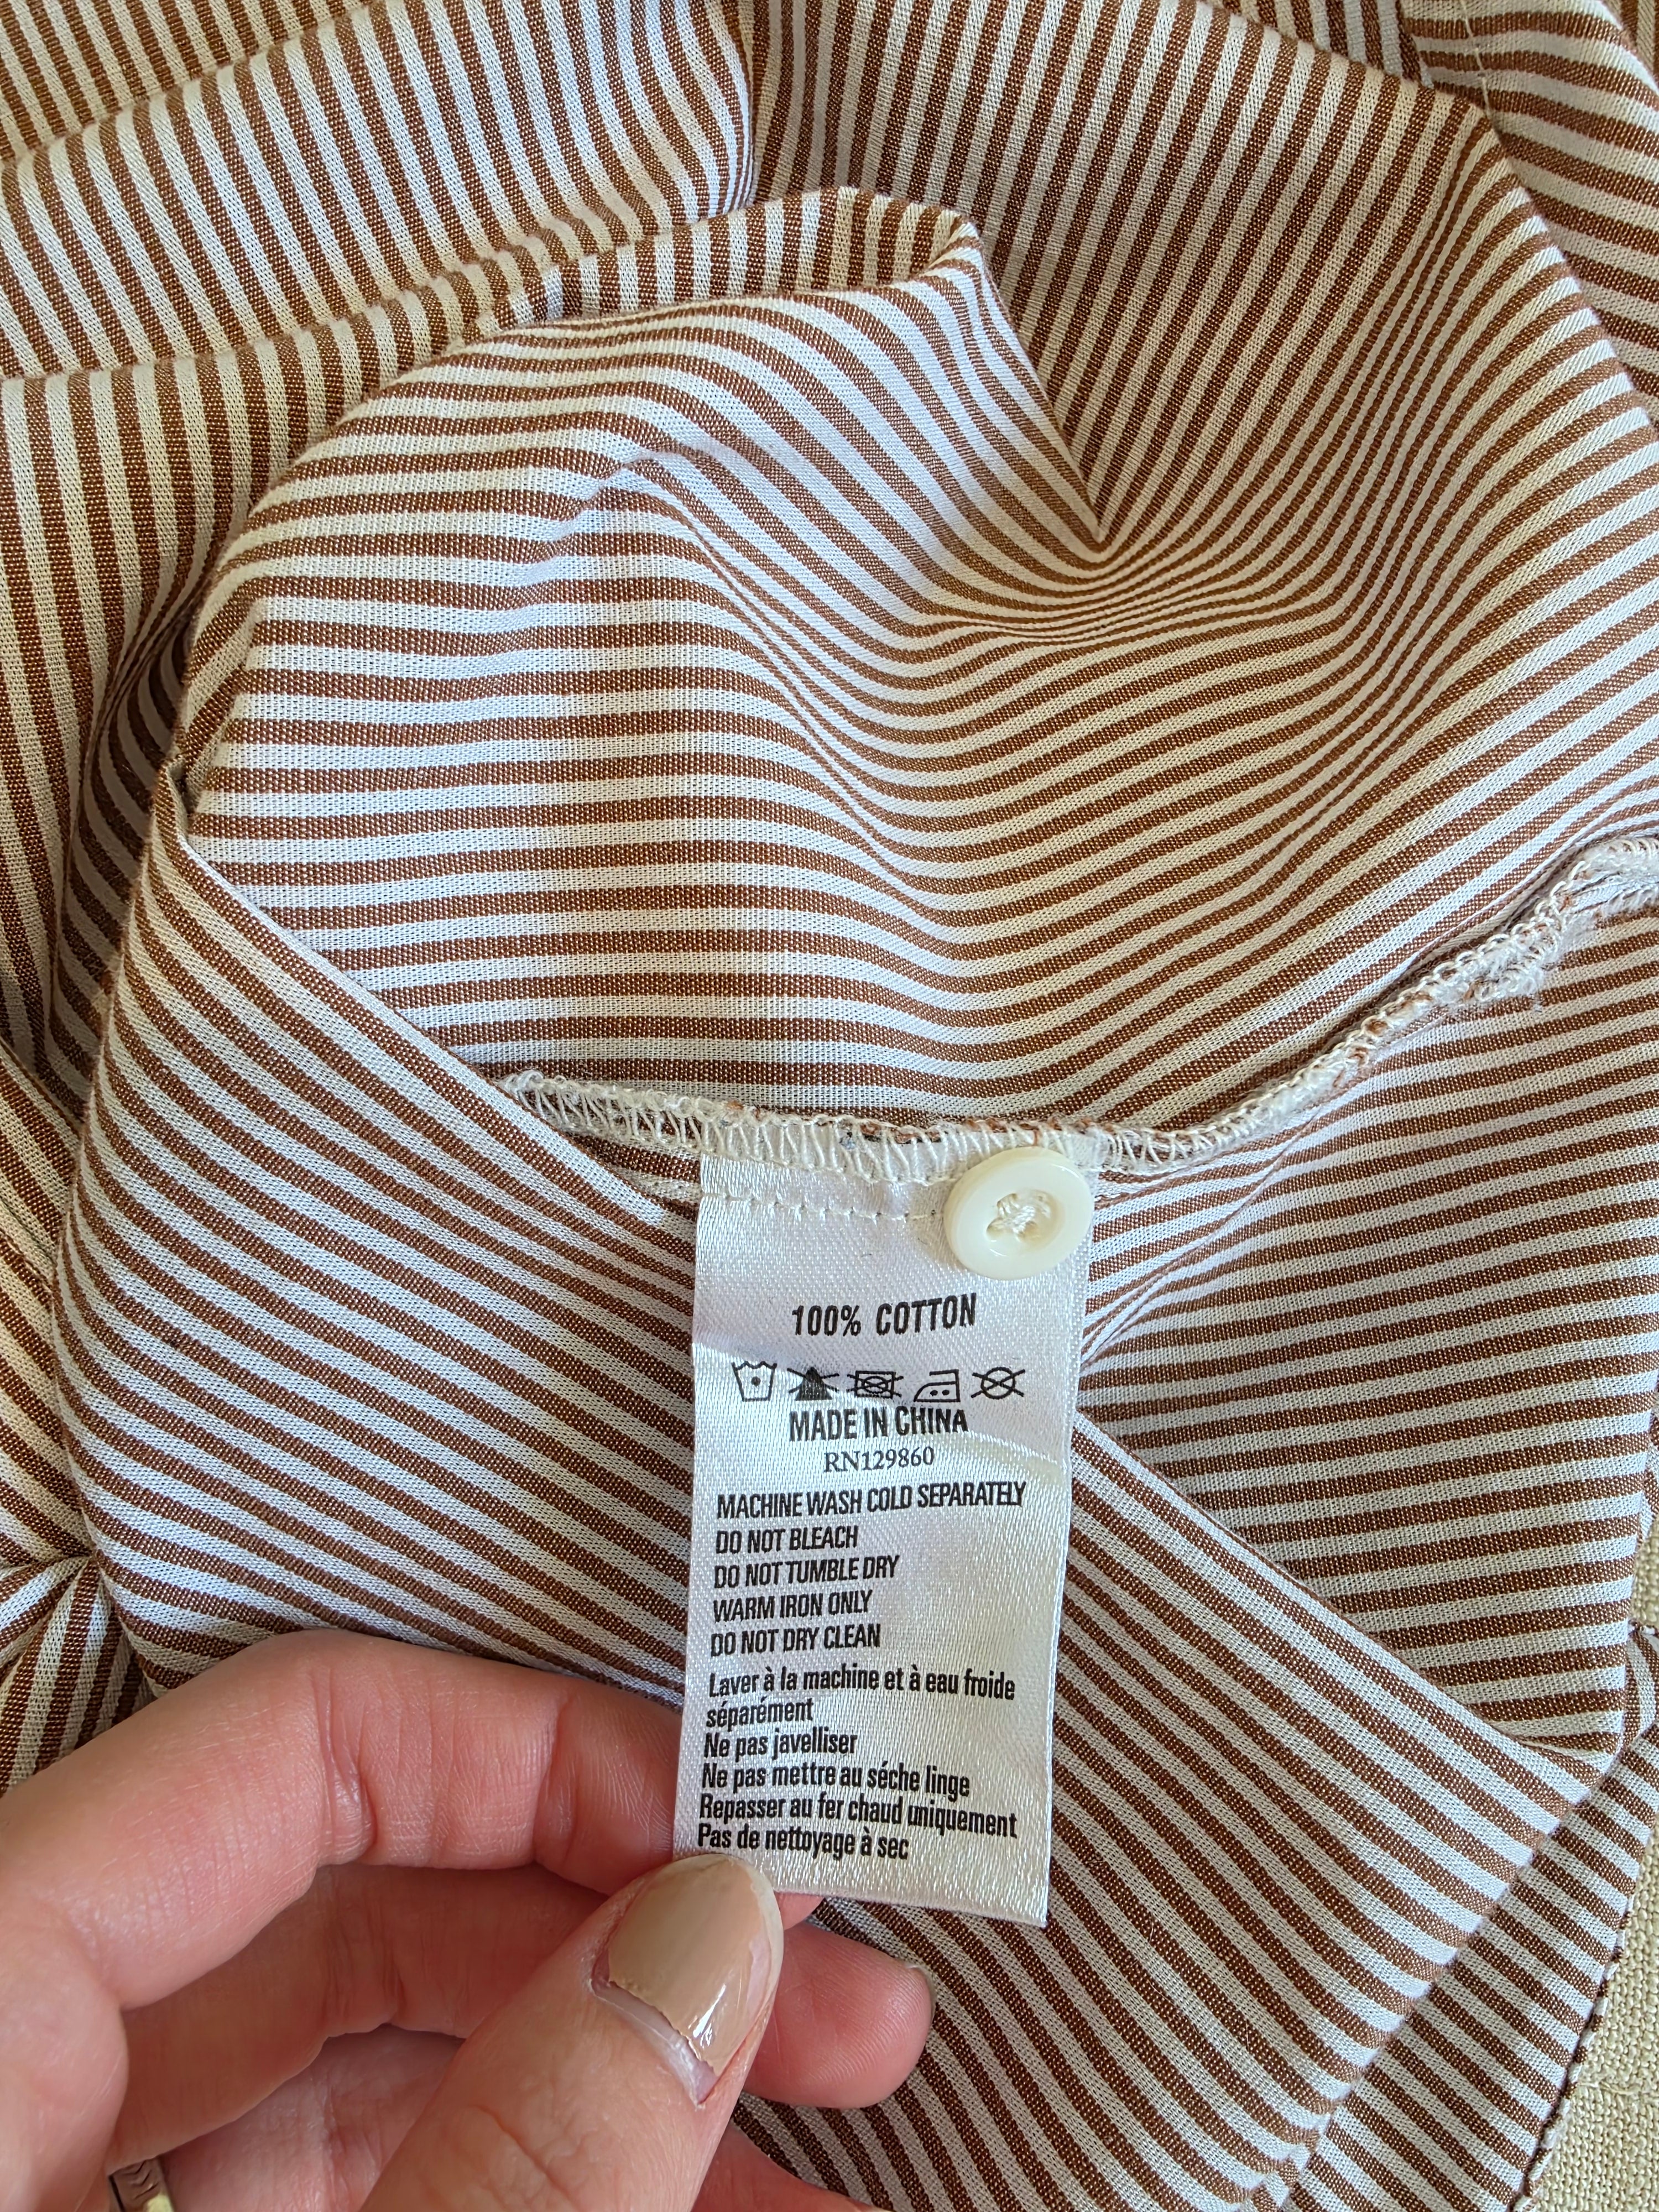 100% COTTON
MADE IN CHINA
RN129860
MACHINE WASH COLD SEPARATELY
DO NOT BLEACH
DO NOT TUMBLE DRY
WARM IRON ONLY
DO NOT DRY CLEAN
Laver à la machine et à eau froide
séparément
Ne pas javelliser
Ne pas mettre au séche linge
Repasser au fer chaud uniquement
Pas de nettoyage à sec